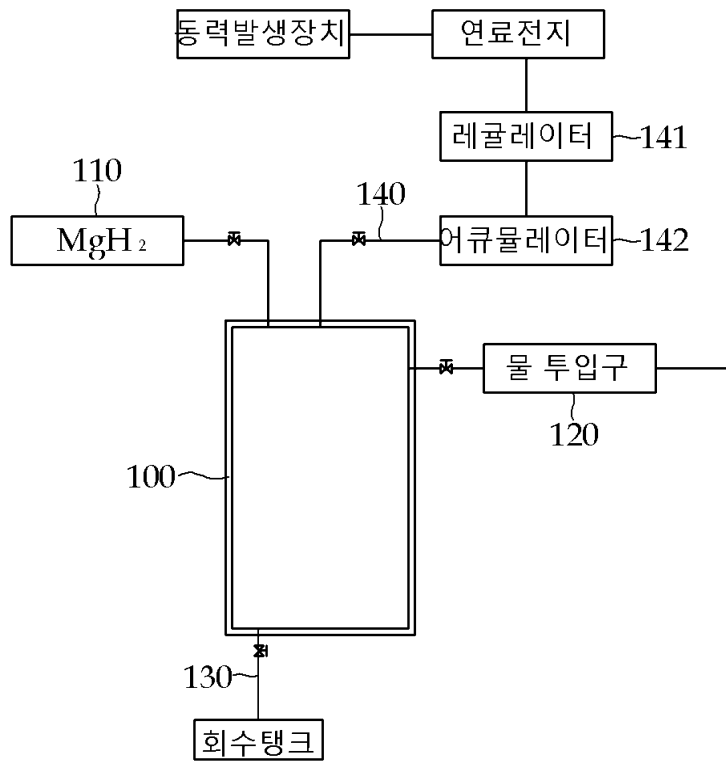 동력발생장치
연료전지
레귤레이터
141
110
140
MgH₂
어큐뮬레이터
142
물 투입구
120
100
130
회수탱크